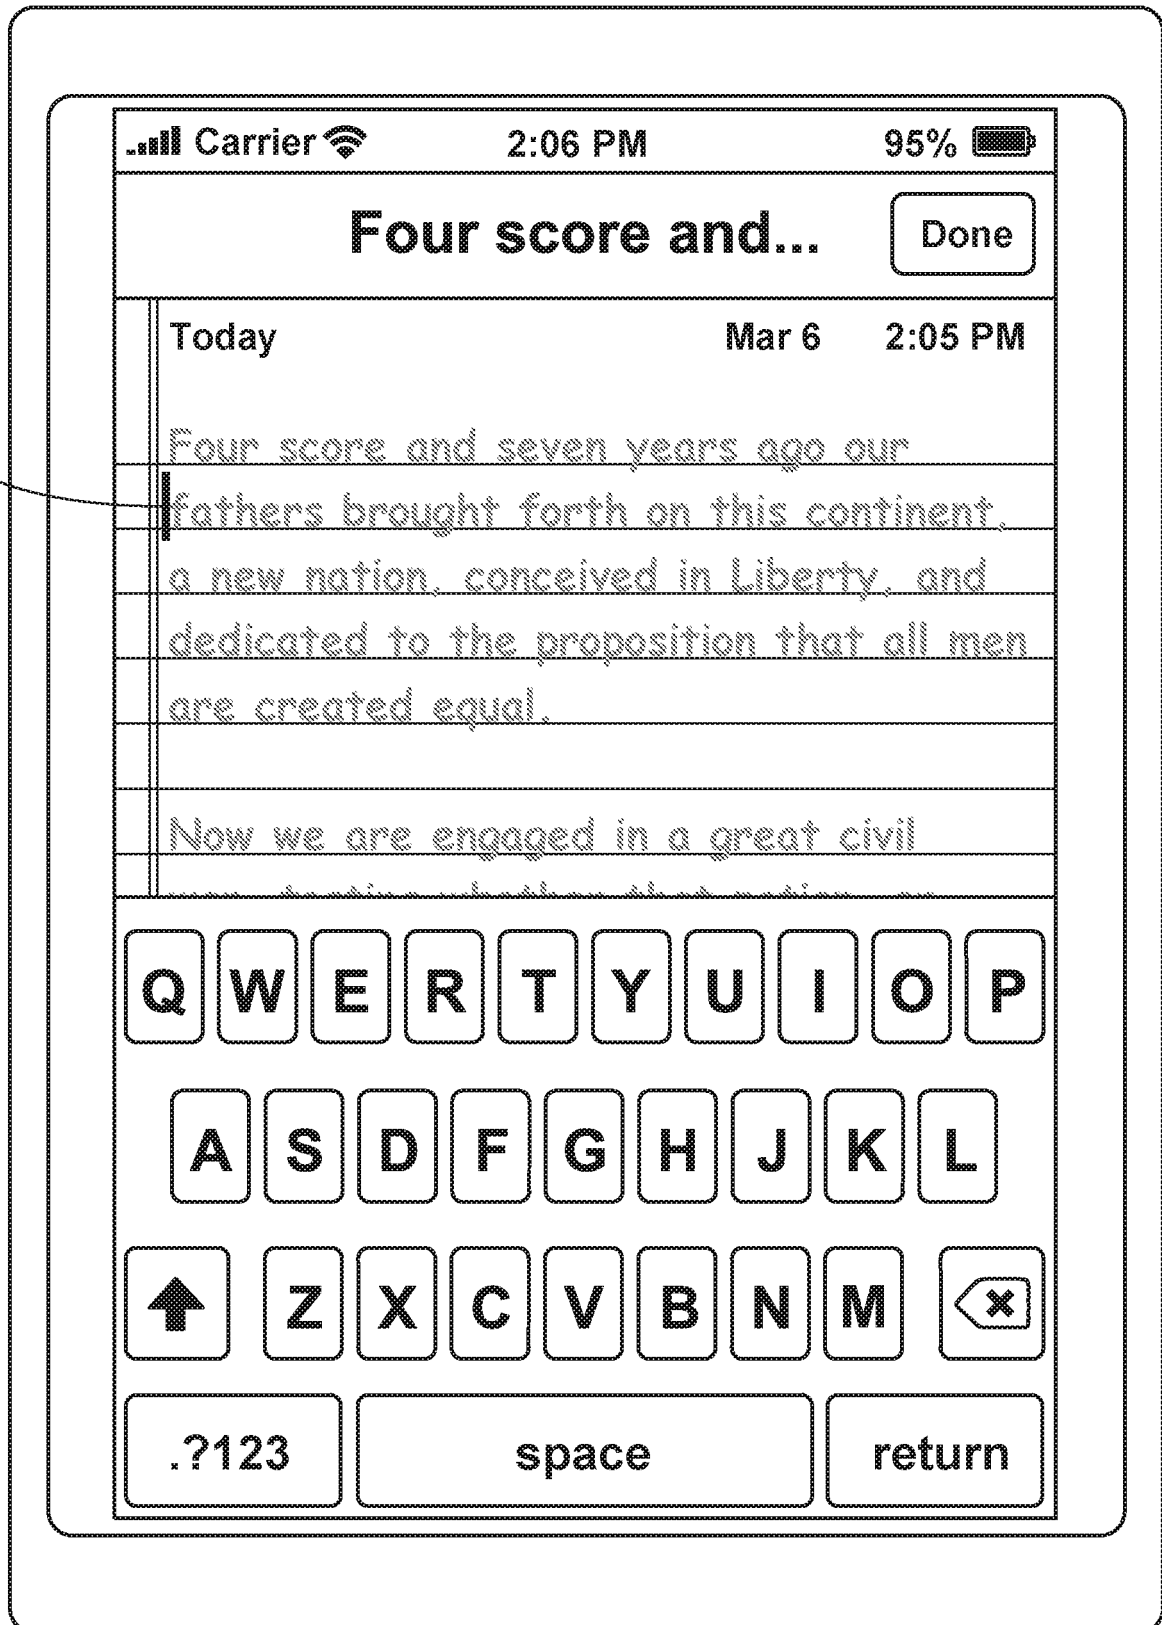 Carrier 2:06 PM 95%
Four score and... Done
Today Mar 6 2:05 PM
Four score and seven years ago our
fathers brought forth on this continent,
a new nation, conceived in Liberty, and
dedicated to the proposition that all men
are created equal.
Now we are engaged in a great civil
Q W E R T Y U I O P
A S D F G H J K L
Z X C V B N M
.?123 space return